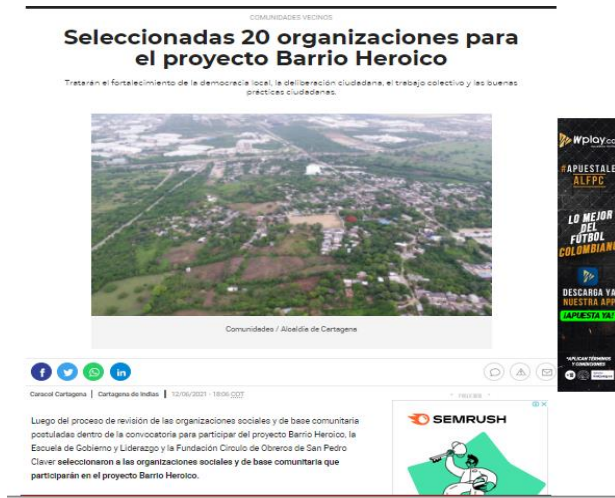 COMUNIDADES VECINOS
Seleccionadas 20 organizaciones para
el proyecto Barrio Heroico
Tratarán el fortalecimiento de la democracia local, la deliberación ciudadana, el trabajo colectivo y las buenas
prácticas ciudadanas.
Comunidades / Alcaldía de Cartagena
Caracol Cartagena | Cartagena de Indias | 12/06/2021 - 18:06 COT
Luego del proceso de revisión de las organizaciones sociales y de base comunitaria
postuladas dentro de la convocatoria para participar del proyecto Barrio Heroico, la
Escuela de Gobierno y Liderazgo y la Fundación Círculo de Obreros de San Pedro
Claver seleccionaron a las organizaciones sociales y de base comunitaria que
participarán en el proyecto Barrio Heroico.
SEMRUSH
Wplay.co
#APUESTALE
ALFPC
LO MEJOR
DEL
FÚTBOL
COLOMBIANO
DESCARGA YA
NUESTRA APP
¡APUESTA YA!
*APLICAN TÉRMINOS
Y CONDICIONES